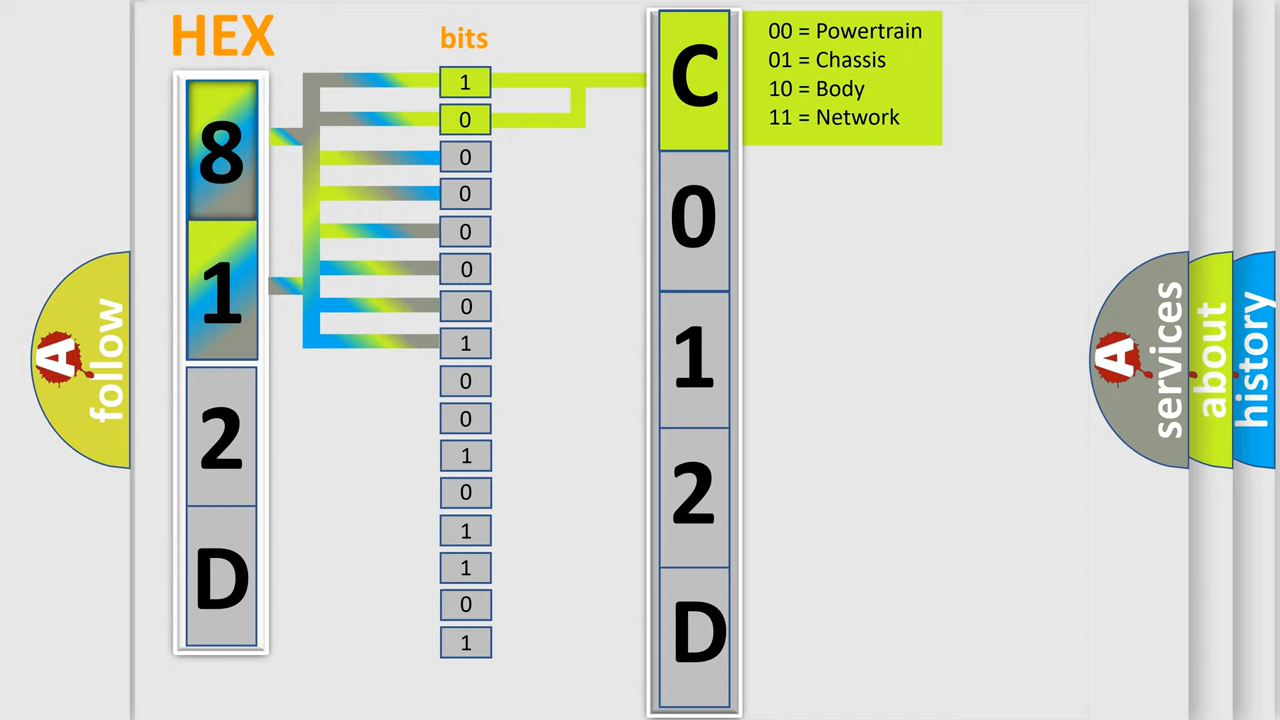 HEX
bits
8
1
2
D
1
0
0
0
0
0
0
1
0
0
1
0
1
1
0
1
C
0
1
2
D
00 = Powertrain
01 = Chassis
10 = Body
11 = Network
A follow
A services
about
history